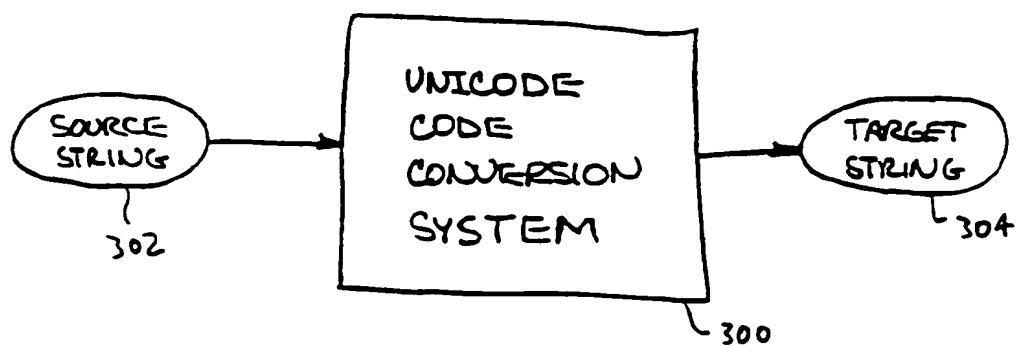 SOURCE
STRING
302
UNICODE
CODE
CONVERSION
SYSTEM
300
TARGET
STRING
304